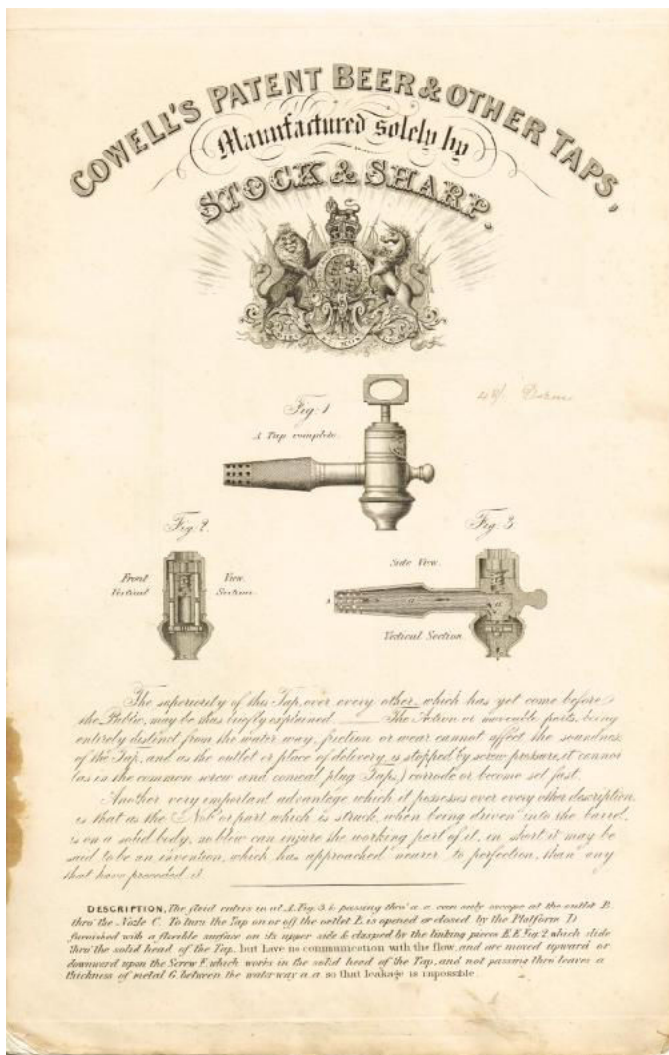 COWELL'S PATENT BEER & OTHER TAPS,
Manufactured solely by
STOCK & SHARP.
Fig. 1
A Tap complete.
Fig. 2.
Front View
Vertical Section.
Fig. 3
Side View.
Vertical Section
The superiority of this Tap, over every other, which has yet come before
the Public, may be thus briefly explained The Action or moveable parts, being
entirely distinct from the water way, friction or wear cannot affect the soundness
of the Tap, and as the outlet or place of delivery, is stopped by screw pressure, it cannot
(as in the common screw and conical plug Taps,) corrode or become set fast.
Another very important advantage which it possesses over every other description,
is that as the "Nob" or part which is struck, when being driven into the barrel,
is on a solid body, no blow can injure the working part of it, in short it may be
said to be an invention, which has approached nearer to perfection, than any
that have preceded it.
DESCRIPTION, The fluid enters in at A. Fig. 3. & passing thro' a. a. can only escape at the outlet B.
thro' the Nozle C. To turn the Tap on or off the outlet B. is opened or closed by the Platform D
furnished with a flexible surface on its upper side & clasped by the linking pieces E.E. Fig. 2 which slide
thro' the solid head of the Tap, but have no communication with the flow, and are moved upward or
downward upon the Screw F. which works in the solid head of the Tap, and not passing thro' leaves a
thickness of metal G. between the water way a.a so that leakage is impossible.